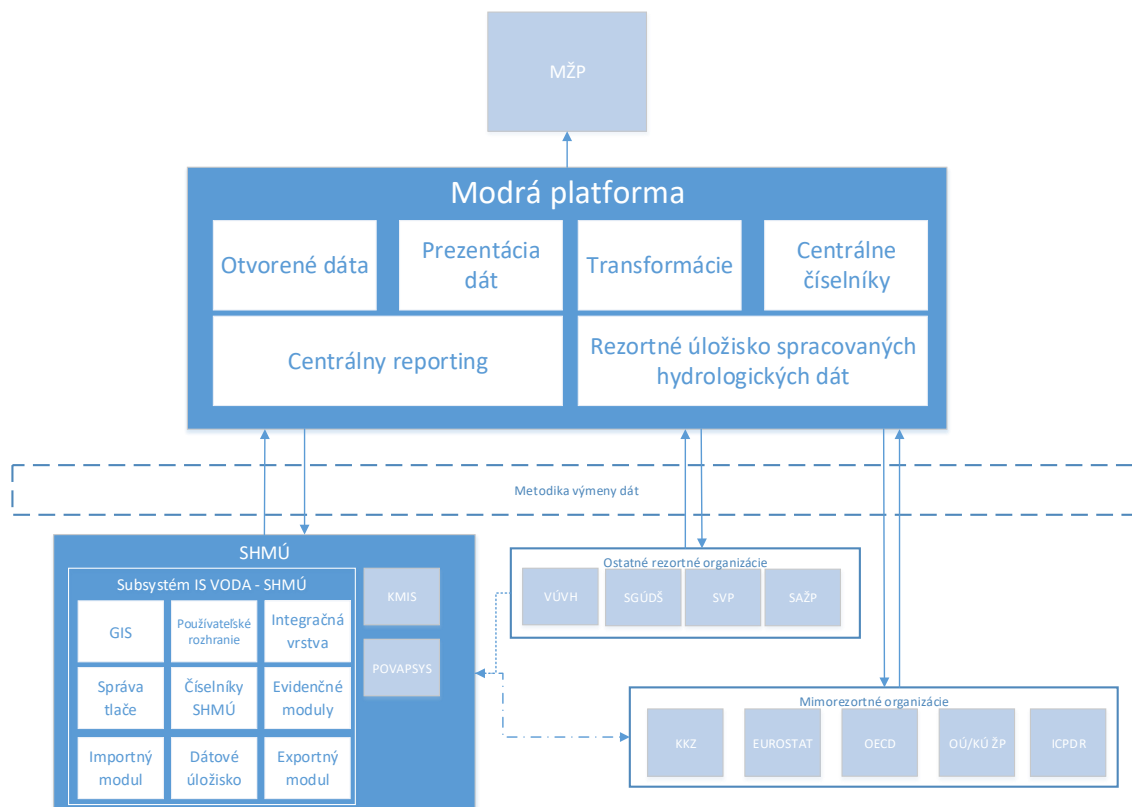 MŽP
Modrá platforma
Otvorené dáta
Prezentácia
dát
Transformácie
Centrálne
číselníky
Centrálny reporting
Rezortné úložisko spracovaných
hydrologických dát
Metodika výmeny dát
SHMÚ
Subsystém IS VODA - SHMÚ
GIS
Používateľské
rozhranie
Integračná
vrstva
Správa
tlače
Číselníky
SHMÚ
Evidenčné
moduly
Importný
modul
Dátové
úložisko
Exportný
modul
KMIS
POVAPSYS
Ostatné rezortné organizácie
VÚVH
SGÚDŠ
SVP
SAŽP
Mimorezortné organizácie
KKZ
EUROSTAT
OECD
OÚ/KÚ ŽP
ICPDR